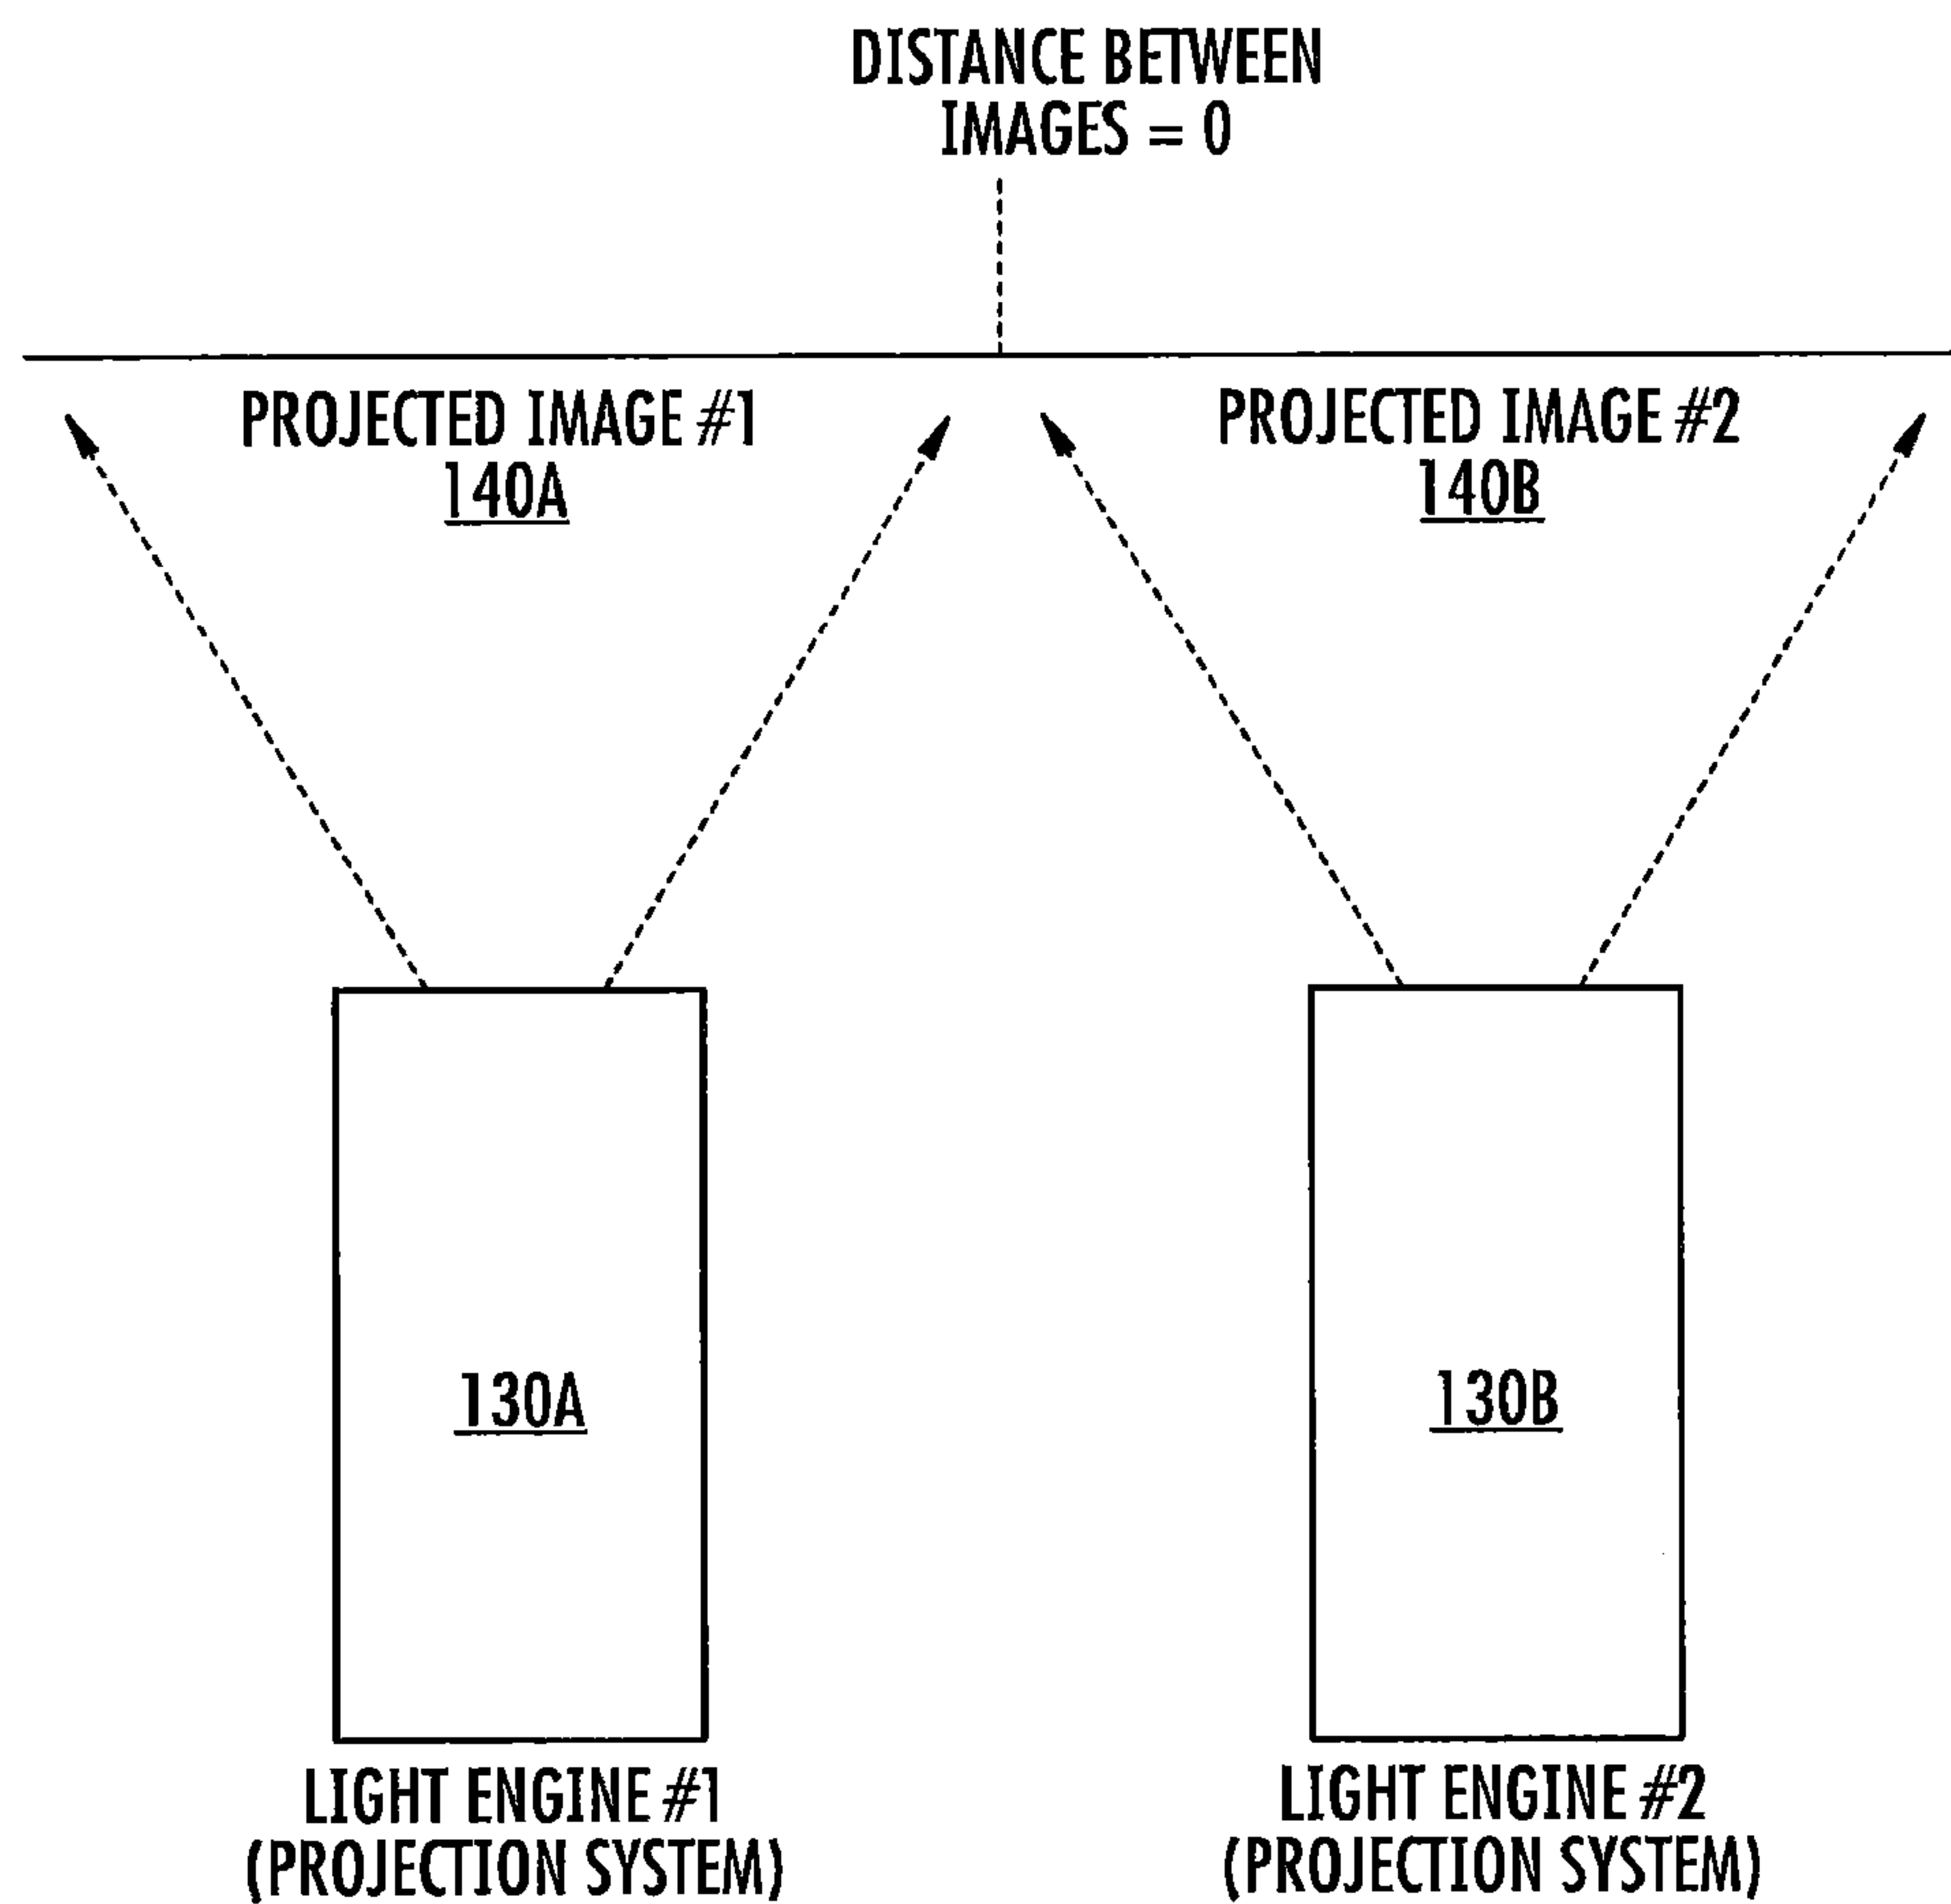 DISTANCE BETWEEN
IMAGES = 0
PROJECTED IMAGE #1
140A
PROJECTED IMAGE #2
140B
130A
130B
LIGHT ENGINE #1
(PROJECTION SYSTEM)
LIGHT ENGINE #2
(PROJECTION SYSTEM)